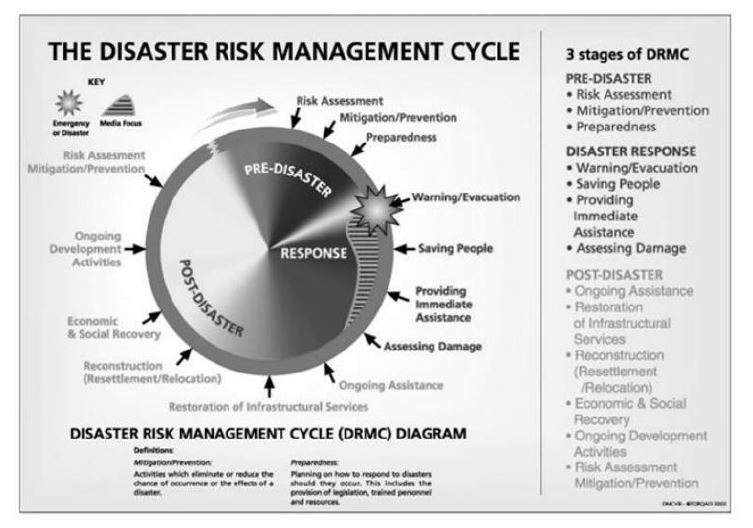 THE DISASTER RISK MANAGEMENT CYCLE
KEY
Emergency
or Disaster
Media Focus
Risk Assessment
Mitigation/Prevention
Preparedness
Warning/Evacuation
Saving People
Providing
Immediate
Assistance
Assessing Damage
Ongoing Assistance
Restoration of Infrastructural Services
Reconstruction
(Resettlement/Relocation)
Economic
& Social Recovery
Ongoing
Development
Activities
Risk Assesment
Mitigation/Prevention
PRE-DISASTER
RESPONSE
POST-DISASTER
DISASTER RISK MANAGEMENT CYCLE (DRMC) DIAGRAM
Definitions:
Mitigation/Prevention:
Activities which eliminate or reduce the
chance of occurrence or the effects of a
disaster.
Preparedness:
Planning on how to respond to disasters
should they occur. This includes the
provision of legislation, trained personnel
and resources.
3 stages of DRMC
PRE-DISASTER
• Risk Assessment
• Mitigation/Prevention
• Preparedness
DISASTER RESPONSE
• Warning/Evacuation
• Saving People
• Providing
Immediate
Assistance
• Assessing Damage
POST-DISASTER
• Ongoing Assistance
• Restoration
of Infrastructural
Services
• Reconstruction
(Resettlement
/Relocation)
• Economic & Social
Recovery
• Ongoing Development
Activities
• Risk Assessment
Mitigation/Prevention